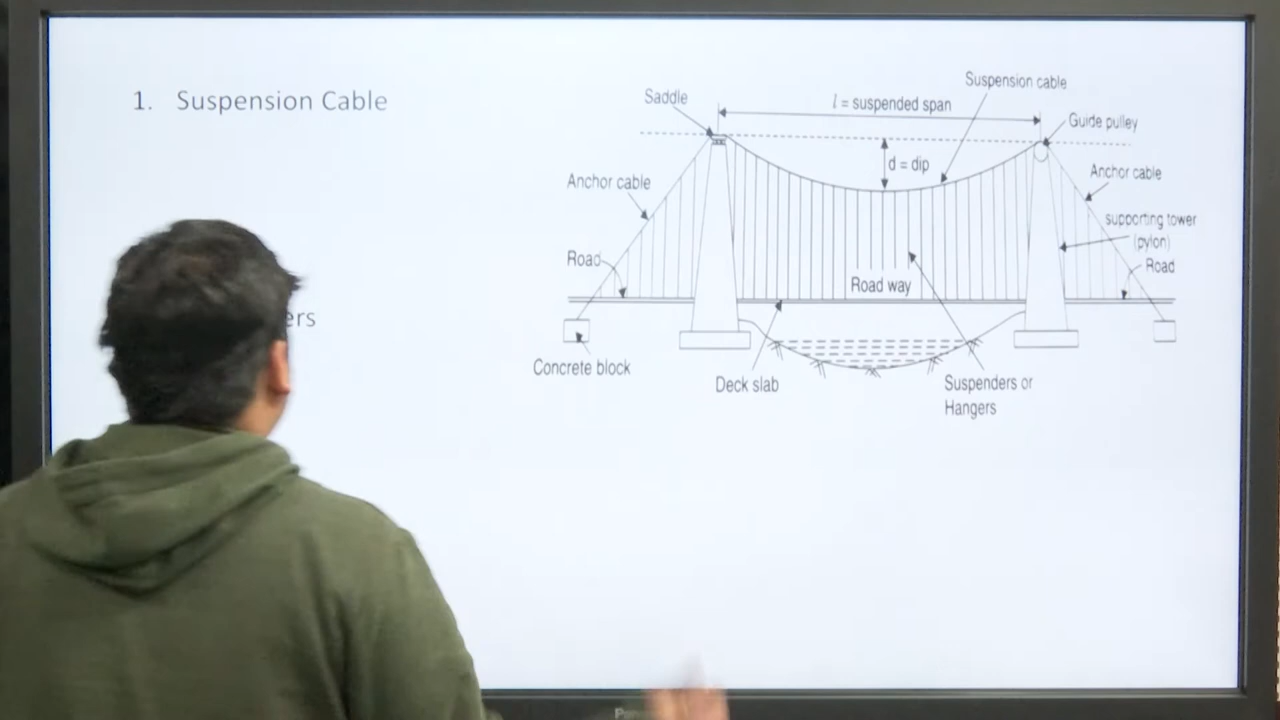 1. Suspension Cable
Suspension cable
Saddle
l = suspended span
Guide pulley
d = dip
Anchor cable
Anchor cable
supporting tower
(pylon)
Road
Road
Road way
Concrete block
Deck slab
Suspenders or
Hangers